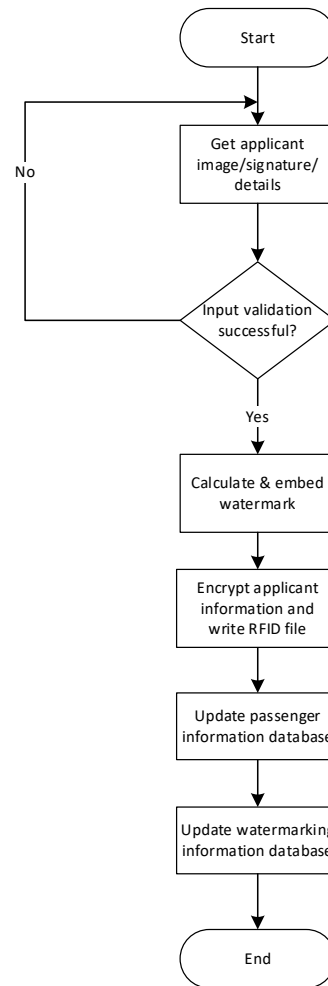 Start
Get applicant
image/signature/
details
No
Input validation
successful?
Yes
Calculate & embed
watermark
Encrypt applicant
information and
write RFID file
Update passenger
information database
Update watermarking
information database
End